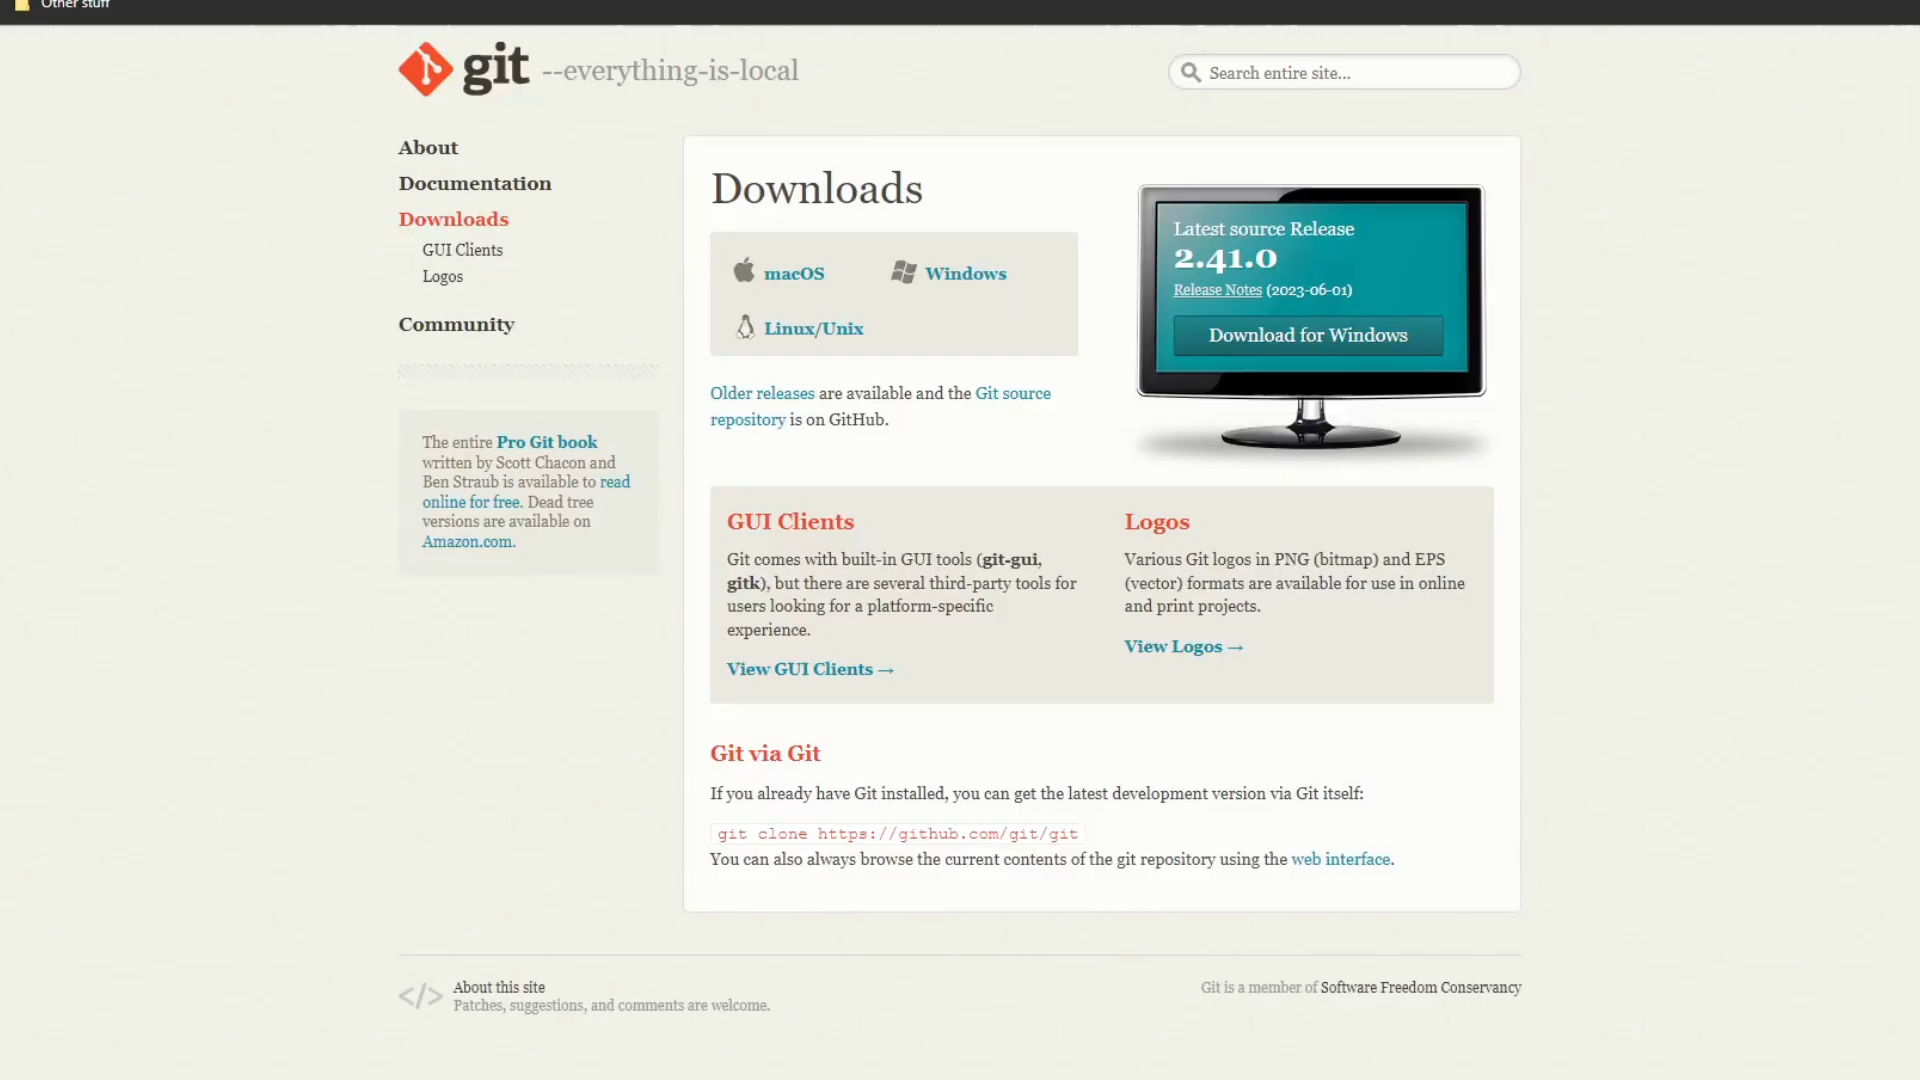 Other stuff
git --everything-is-local
Search entire site...
About
Documentation
Downloads
GUI Clients
Logos
Community
The entire Pro Git book
written by Scott Chacon and
Ben Straub is available to read
online for free. Dead tree
versions are available on
Amazon.com.
Downloads
macOS
Windows
Linux/Unix
Older releases are available and the Git source
repository is on GitHub.
Latest source Release
2.41.0
Release Notes (2023-06-01)
Download for Windows
GUI Clients
Git comes with built-in GUI tools (git-gui,
gitk), but there are several third-party tools for
users looking for a platform-specific
experience.
View GUI Clients →
Logos
Various Git logos in PNG (bitmap) and EPS
(vector) formats are available for use in online
and print projects.
View Logos →
Git via Git
If you already have Git installed, you can get the latest development version via Git itself:
git clone https://github.com/git/git
You can also always browse the current contents of the git repository using the web interface.
</>
About this site
Patches, suggestions, and comments are welcome.
Git is a member of Software Freedom Conservancy